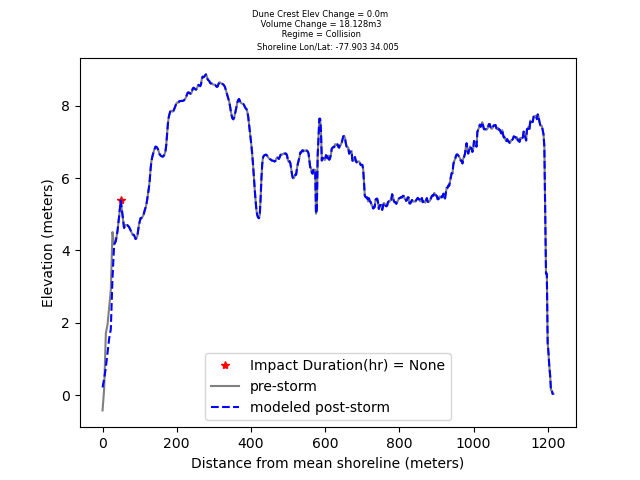 Dune Crest Elev Change = 0.0m
Volume Change = 18.128m3
Regime = Collision
Shoreline Lon/Lat: -77.903 34.005
8
6
4
2
0
Elevation (meters)
Impact Duration(hr) = None
pre-storm
modeled post-storm
0 200 400 600 800 1000 1200
Distance from mean shoreline (meters)